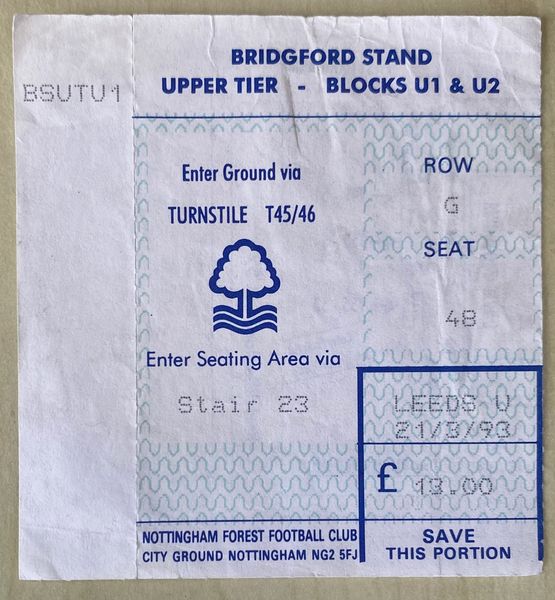 BSUTU1
BRIDGFORD STAND
UPPER TIER - BLOCKS U1 & U2
Enter Ground via
TURNSTILE T45/46
Enter Seating Area via
Stair 23
ROW
G
SEAT
48
LEEDS U
21/3/93
£ 13.00
NOTTINGHAM FOREST FOOTBALL CLUB
CITY GROUND NOTTINGHAM NG2 5FJ
SAVE
THIS PORTION